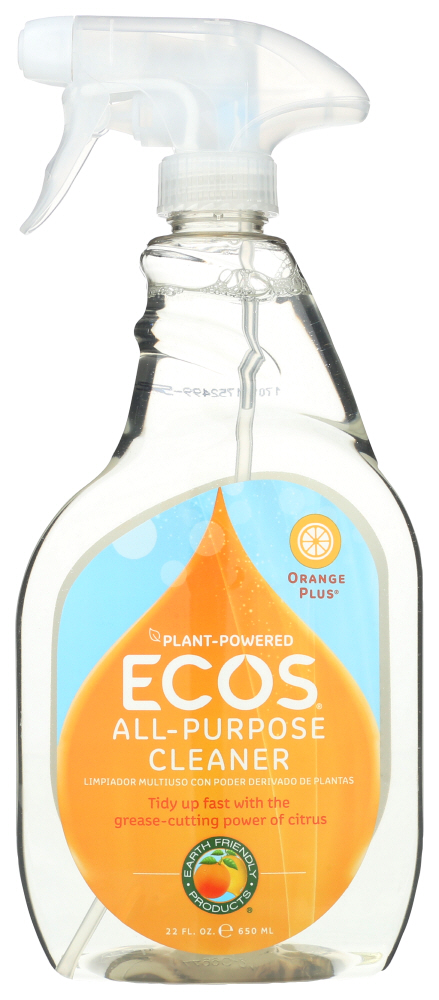 ORANGE
PLUS®
PLANT-POWERED
ECOS®
ALL-PURPOSE
CLEANER
LIMPIADOR MULTIUSO CON PODER DERIVADO DE PLANTAS
Tidy up fast with the
grease-cutting power of citrus
EARTH FRIENDLY
PRODUCTS®
22 FL. OZ. ℮ 650 ML